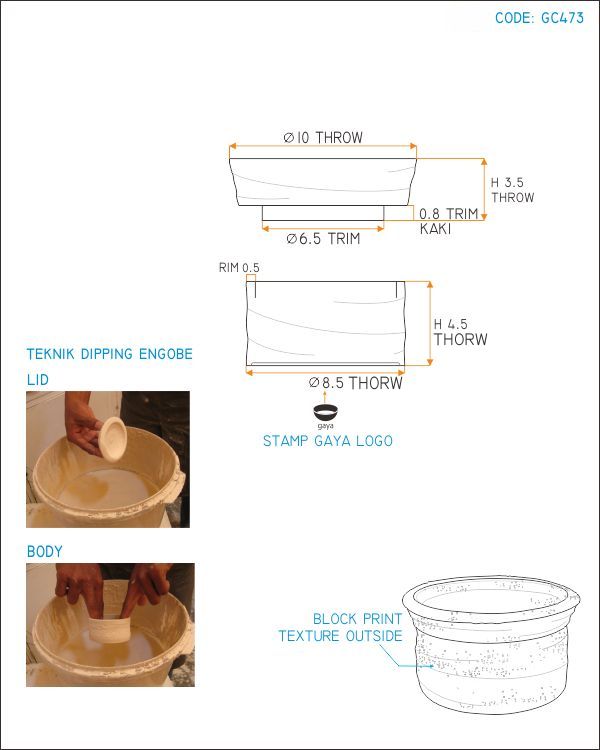 CODE: GC473
Ø10 THROW
H 3.5
THROW
0.8 TRIM
KAKI
Ø6.5 TRIM
RIM 0.5
H 4.5
THORW
Ø8.5 THORW
gaya
STAMP GAYA LOGO
TEKNIK DIPPING ENGOBE
LID
BODY
BLOCK PRINT
TEXTURE OUTSIDE